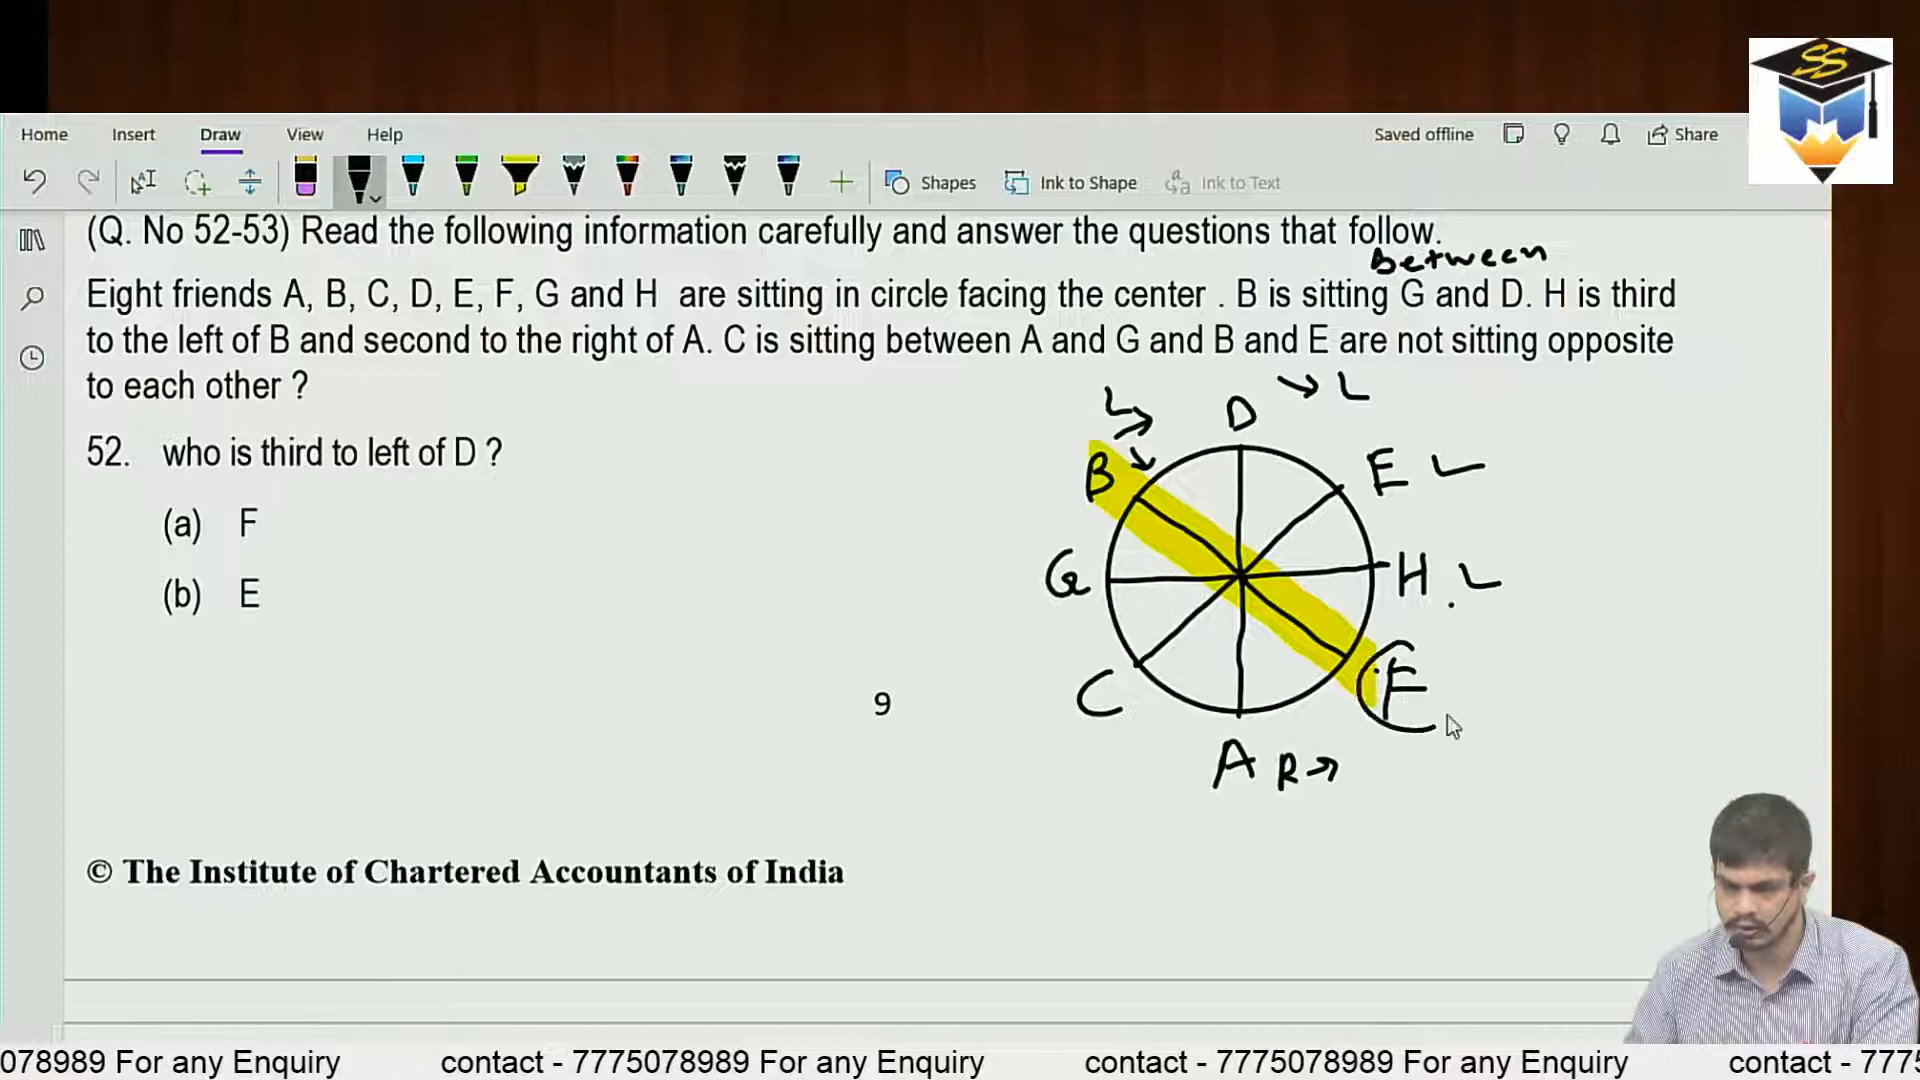 SS
Home Insert Draw View Help Saved offline Share
Shapes Ink to Shape Ink to Text
(Q. No 52-53) Read the following information carefully and answer the questions that follow.
Between
Eight friends A, B, C, D, E, F, G and H are sitting in circle facing the center . B is sitting G and D. H is third
to the left of B and second to the right of A. C is sitting between A and G and B and E are not sitting opposite
to each other ?
L D → L
52. who is third to left of D ?
B E
(a) F
G H
(b) E
C F
9
A R→
© The Institute of Chartered Accountants of India
078989 For any Enquiry contact - 7775078989 For any Enquiry contact - 7775078989 For any Enquiry contact - 7775